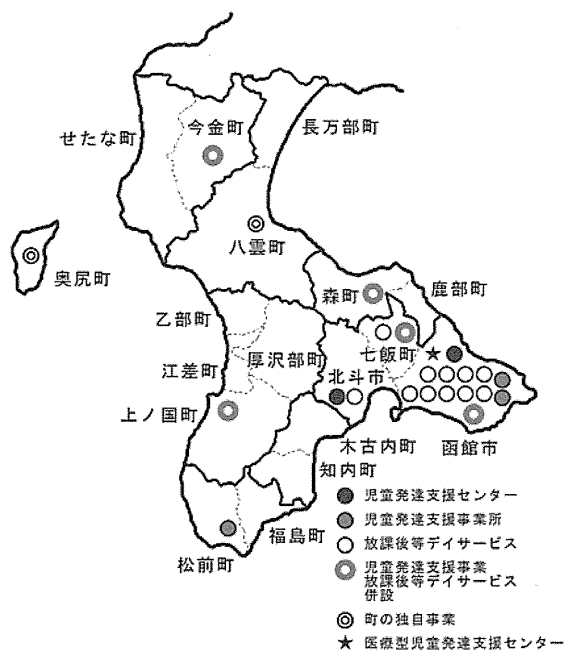 せたな町
今金町
長万部町
八雲町
奥尻町
森町
鹿部町
乙部町
七飯町
厚沢部町
江差町
北斗市
上ノ国町
木古内町
函館市
知内町
福島町
松前町
児童発達支援センター
児童発達支援事業所
放課後等デイサービス
児童発達支援事業
放課後等デイサービス
併設
町の独自事業
医療型児童発達支援センター